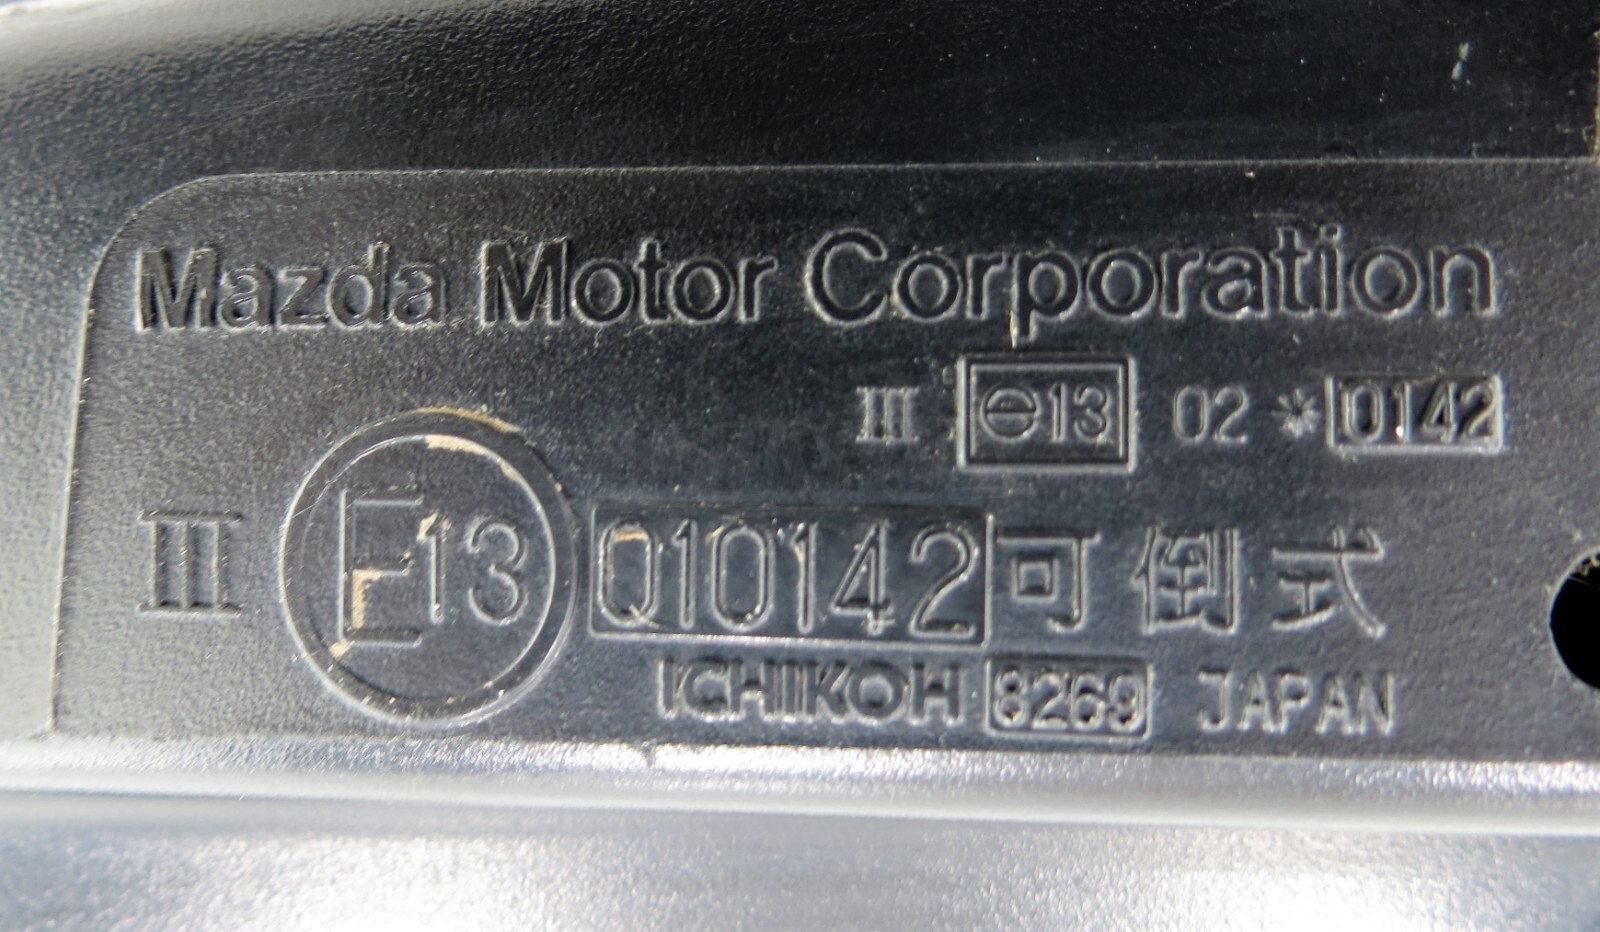 Mazda Motor Corporation
III e13 02 *0142
III E13 010142 可倒式
ICHIKOH 8269 JAPAN